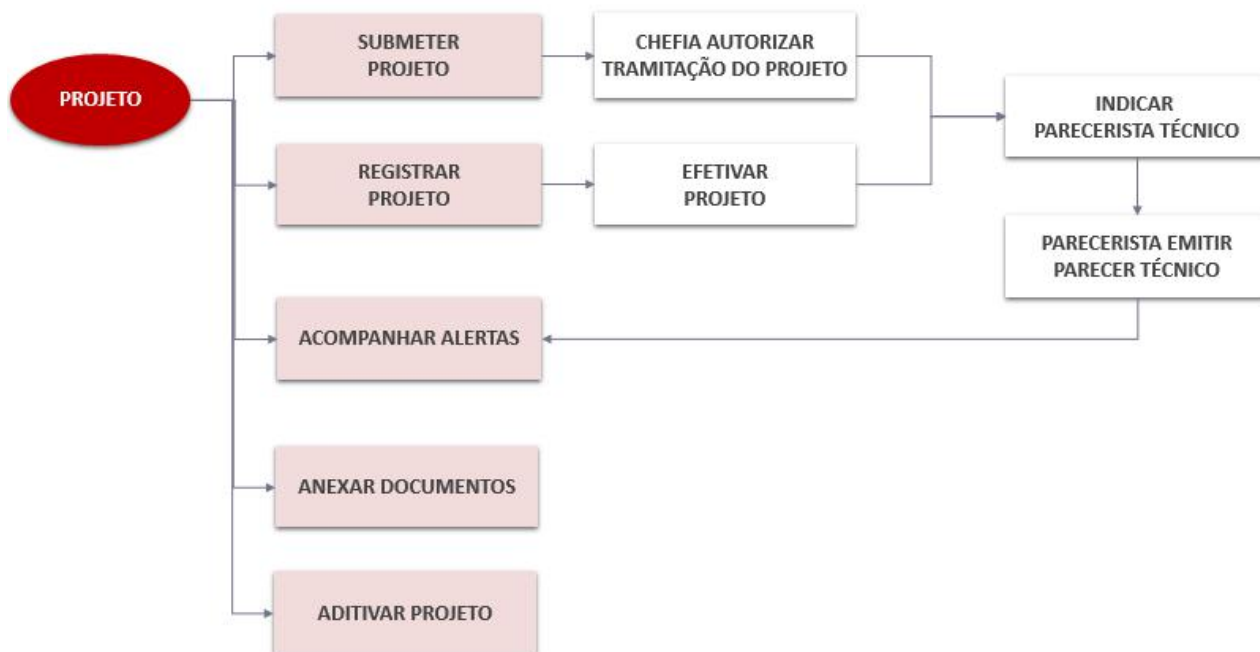 PROJETO
SUBMETER
PROJETO
CHEFIA AUTORIZAR
TRAMITAÇÃO DO PROJETO
INDICAR
PARECERISTA TÉCNICO
REGISTRAR
PROJETO
EFETIVAR
PROJETO
PARECERISTA EMITIR
PARECER TÉCNICO
ACOMPANHAR ALERTAS
ANEXAR DOCUMENTOS
ADITIVAR PROJETO